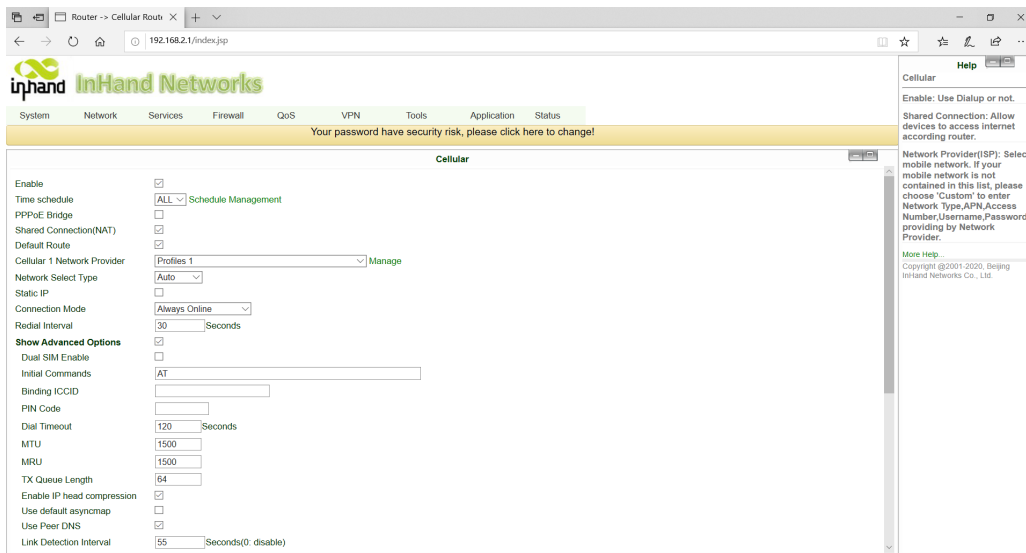 Router -> Cellular Route
192.168.2.1/index.jsp
inhand InHand Networks
System Network Services Firewall QoS VPN Tools Application Status
Your password have security risk, please click here to change!
Cellular
Enable
Time schedule ALL Schedule Management
PPPoE Bridge
Shared Connection(NAT)
Default Route
Cellular 1 Network Provider Profiles 1 Manage
Network Select Type Auto
Static IP
Connection Mode Always Online
Redial Interval 30 Seconds
Show Advanced Options
Dual SIM Enable
Initial Commands AT
Binding ICCID
PIN Code
Dial Timeout 120 Seconds
MTU 1500
MRU 1500
TX Queue Length 64
Enable IP head compression
Use default asyncmap
Use Peer DNS
Link Detection Interval 55 Seconds(0: disable)
Help
Cellular
Enable: Use Dialup or not.
Shared Connection: Allow
devices to access internet
according router.
Network Provider(ISP): Selec
mobile network. If your
mobile network is not
contained in this list, please
choose 'Custom' to enter
Network Type,APN,Access
Number,Username,Password
providing by Network
Provider.
More Help...
Copyright @2001-2020, Beijing
InHand Networks Co., Ltd.